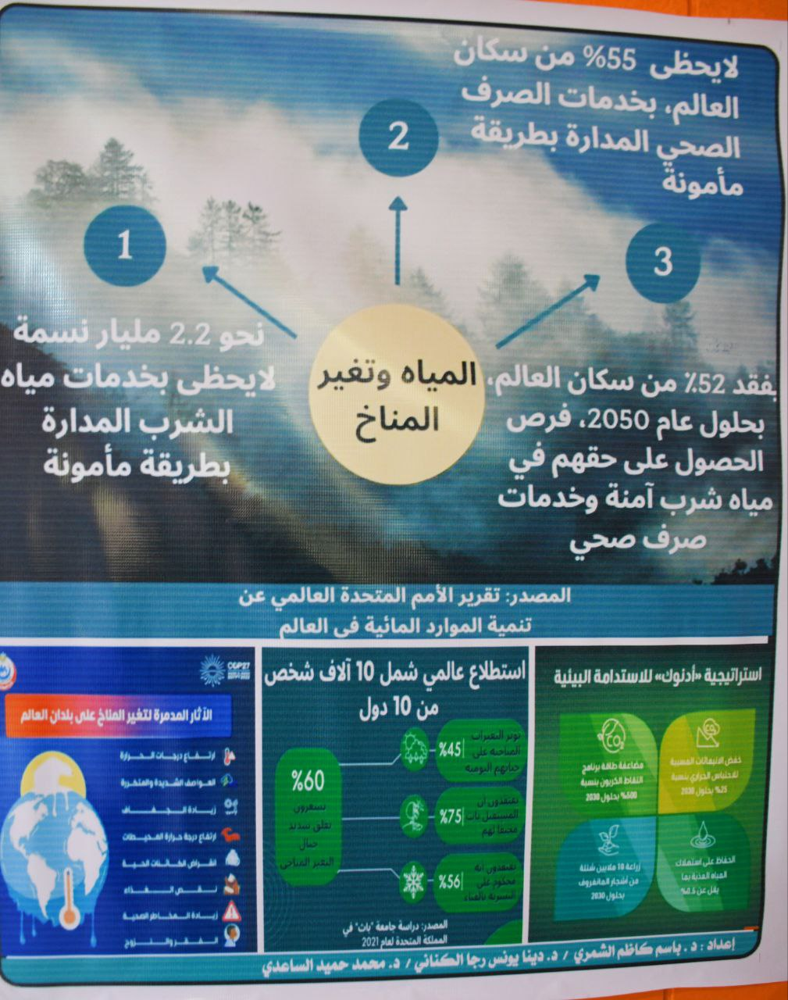 لايحظى 55% من سكان
العالم، بخدمات الصرف
الصحي المدارة بطريقة
مأمونة
2
1
3
نحو 2.2 مليار نسمة
لايحظى بخدمات مياه
الشرب المدارة
بطريقة مأمونة
المياه وتغير
المناخ
يفقد 52٪ من سكان العالم،
بحلول عام 2050، فرص
الحصول على حقهم في
مياه شرب آمنة وخدمات
صرف صحي
المصدر: تقرير الأمم المتحدة العالمي عن
تنمية الموارد المائية فى العالم
استراتيجية «أدنوك» للاستدامة البيئية
خفض الانبعاثات المسببة
للاحتباس الحراري بنسبة
25% بحلول 2030
CO2
مضاعفة طاقة برنامج
التقاط الكربون بنسبة
500% بحلول 2030
الحفاظ على استهلاك
المياه العذبة بما
يقل عن 0.5%
زراعة 10 ملايين شتلة
من أشجار المانغروف
بحلول 2030
استطلاع عالمي شمل 10 آلاف شخص
من 10 دول
%45
تؤثر التغيرات
المناخية على
حياتهم اليومية
%60
يشعرون
بقلق شديد
حيال
التغير المناخي
%75
يعتقدون أن
المستقبل بات
مخيفا لهم
%56
يعتقدون أنه
محكوم على
البشرية بالفناء
المصدر: دراسة جامعة "باث" في
المملكة المتحدة لعام 2021
COP27
الآثار المدمرة لتغير المناخ على بلدان العالم
ارتفاع درجات الحرارة
العواصف الشديدة والمتكررة
زيادة الجفاف
ارتفاع درجة حرارة المحيطات
انقراض الكائنات الحية
نقص الغذاء
زيادة المخاطر الصحية
الفقر والنزوح
إعداد : د . باسم كاظم الشمري / د. دينا يونس رجا الكناني / د. محمد حميد الساعدي